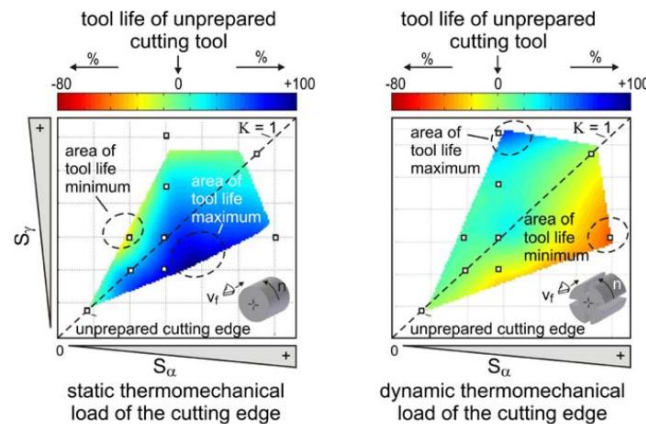 tool life of unprepared
cutting tool
% 0 %
-80 +100
+
Sγ
K = 1
area of
tool life
minimum
area of
tool life
maximum
vf
n
unprepared cutting edge
0
Sα
+
static thermomechanical
load of the cutting edge
tool life of unprepared
cutting tool
% 0 %
-80 +100
K = 1
area of
tool life
maximum
area of
tool life
minimum
vf
n
unprepared cutting edge
0
Sα
+
dynamic thermomechanical
load of the cutting edge